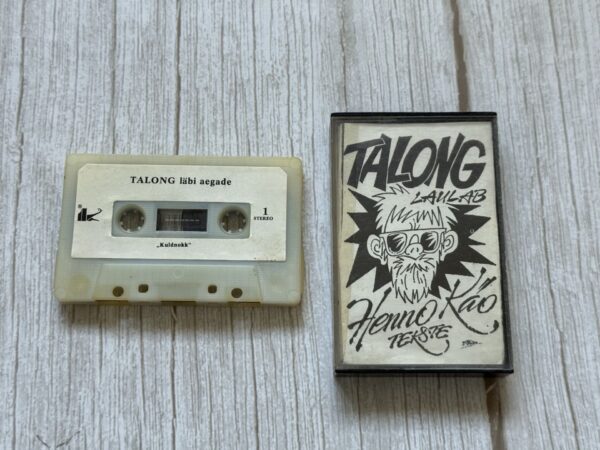 TALONG läbi aegade
1
STEREO
„Kuldnokk”
TALONG
LAULAB
Henno Käo
TEKSTE